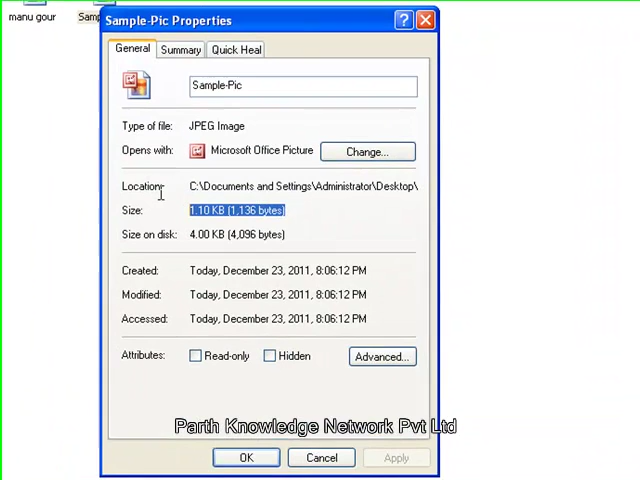 manu gour
Sample-Pic Properties
General
Summary
Quick Heal
Sample-Pic
Type of file:
JPEG Image
Opens with:
Microsoft Office Picture
Change...
Location:
C:\Documents and Settings\Administrator\Desktop\
Size:
1.10 KB (1,136 bytes)
Size on disk:
4.00 KB (4,096 bytes)
Created:
Today, December 23, 2011, 8:06:12 PM
Modified:
Today, December 23, 2011, 8:06:12 PM
Accessed:
Today, December 23, 2011, 8:06:12 PM
Attributes:
Read-only
Hidden
Advanced...
Parth Knowledge Network Pvt Ltd
OK
Cancel
Apply